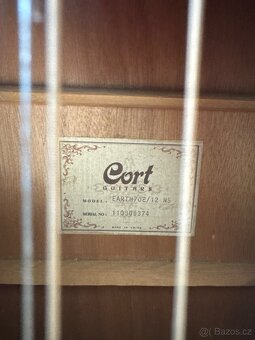 Cort
GUITARS
MODEL: EARTH70E/12 NS
SERIAL NO:
MADE IN CHINA
© Bazos.cz